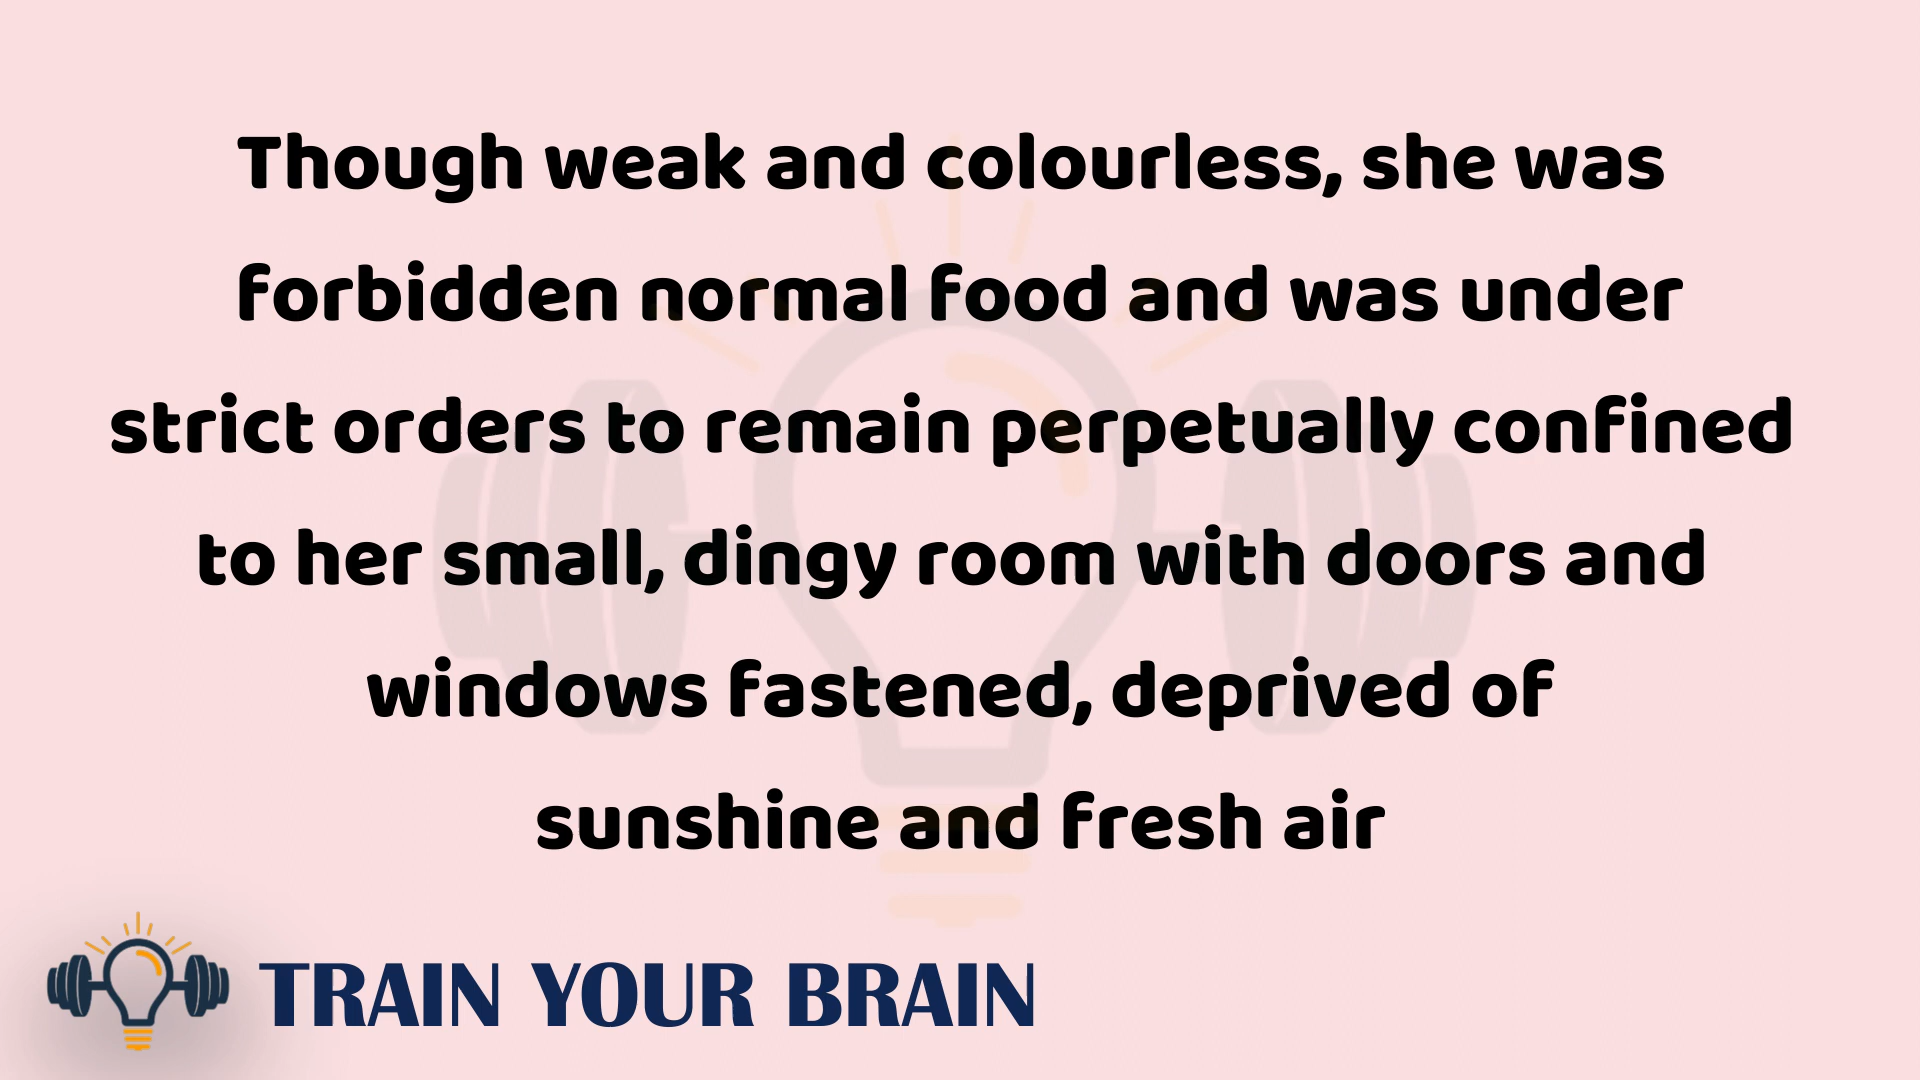 Though weak and colourless, she was
forbidden normal food and was under
strict orders to remain perpetually confined
to her small, dingy room with doors and
windows fastened, deprived of
sunshine and fresh air
TRAIN YOUR BRAIN